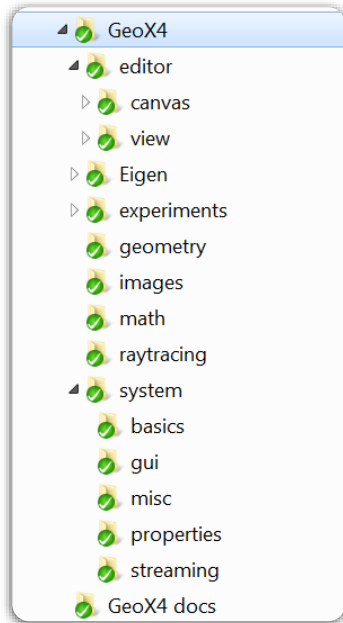 GeoX4
editor
canvas
view
Eigen
experiments
geometry
images
math
raytracing
system
basics
gui
misc
properties
streaming
GeoX4 docs